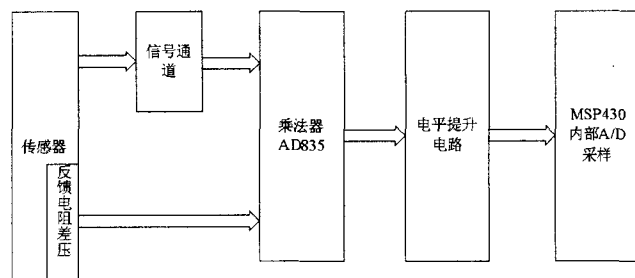 传感器
反馈电阻差压
信号通
道
乘法器
AD835
电平提升
电路
MSP430
内部A/D
采样